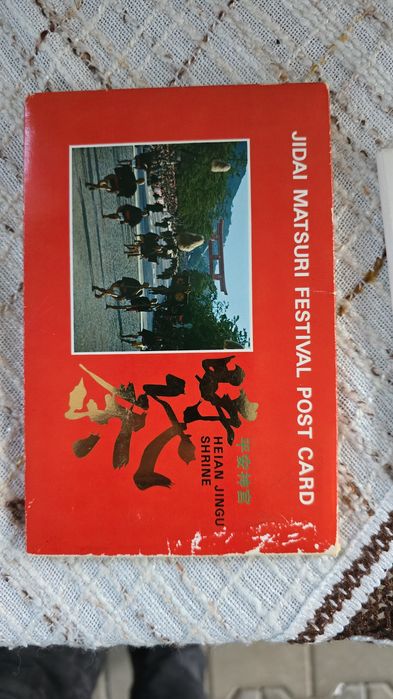 JIDAI MATSURI FESTIVAL POST CARD
時代祭
平安神宮
HEIAN JINGU
SHRINE